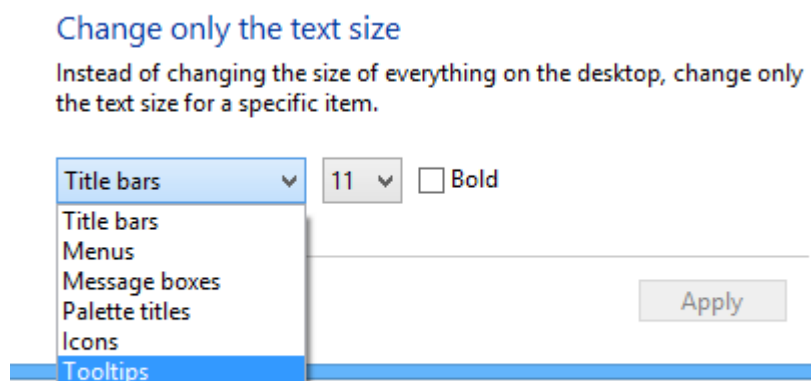 Change only the text size
Instead of changing the size of everything on the desktop, change only
the text size for a specific item.
Title bars 11 Bold
Title bars
Menus
Message boxes
Palette titles
Icons
Tooltips
Apply